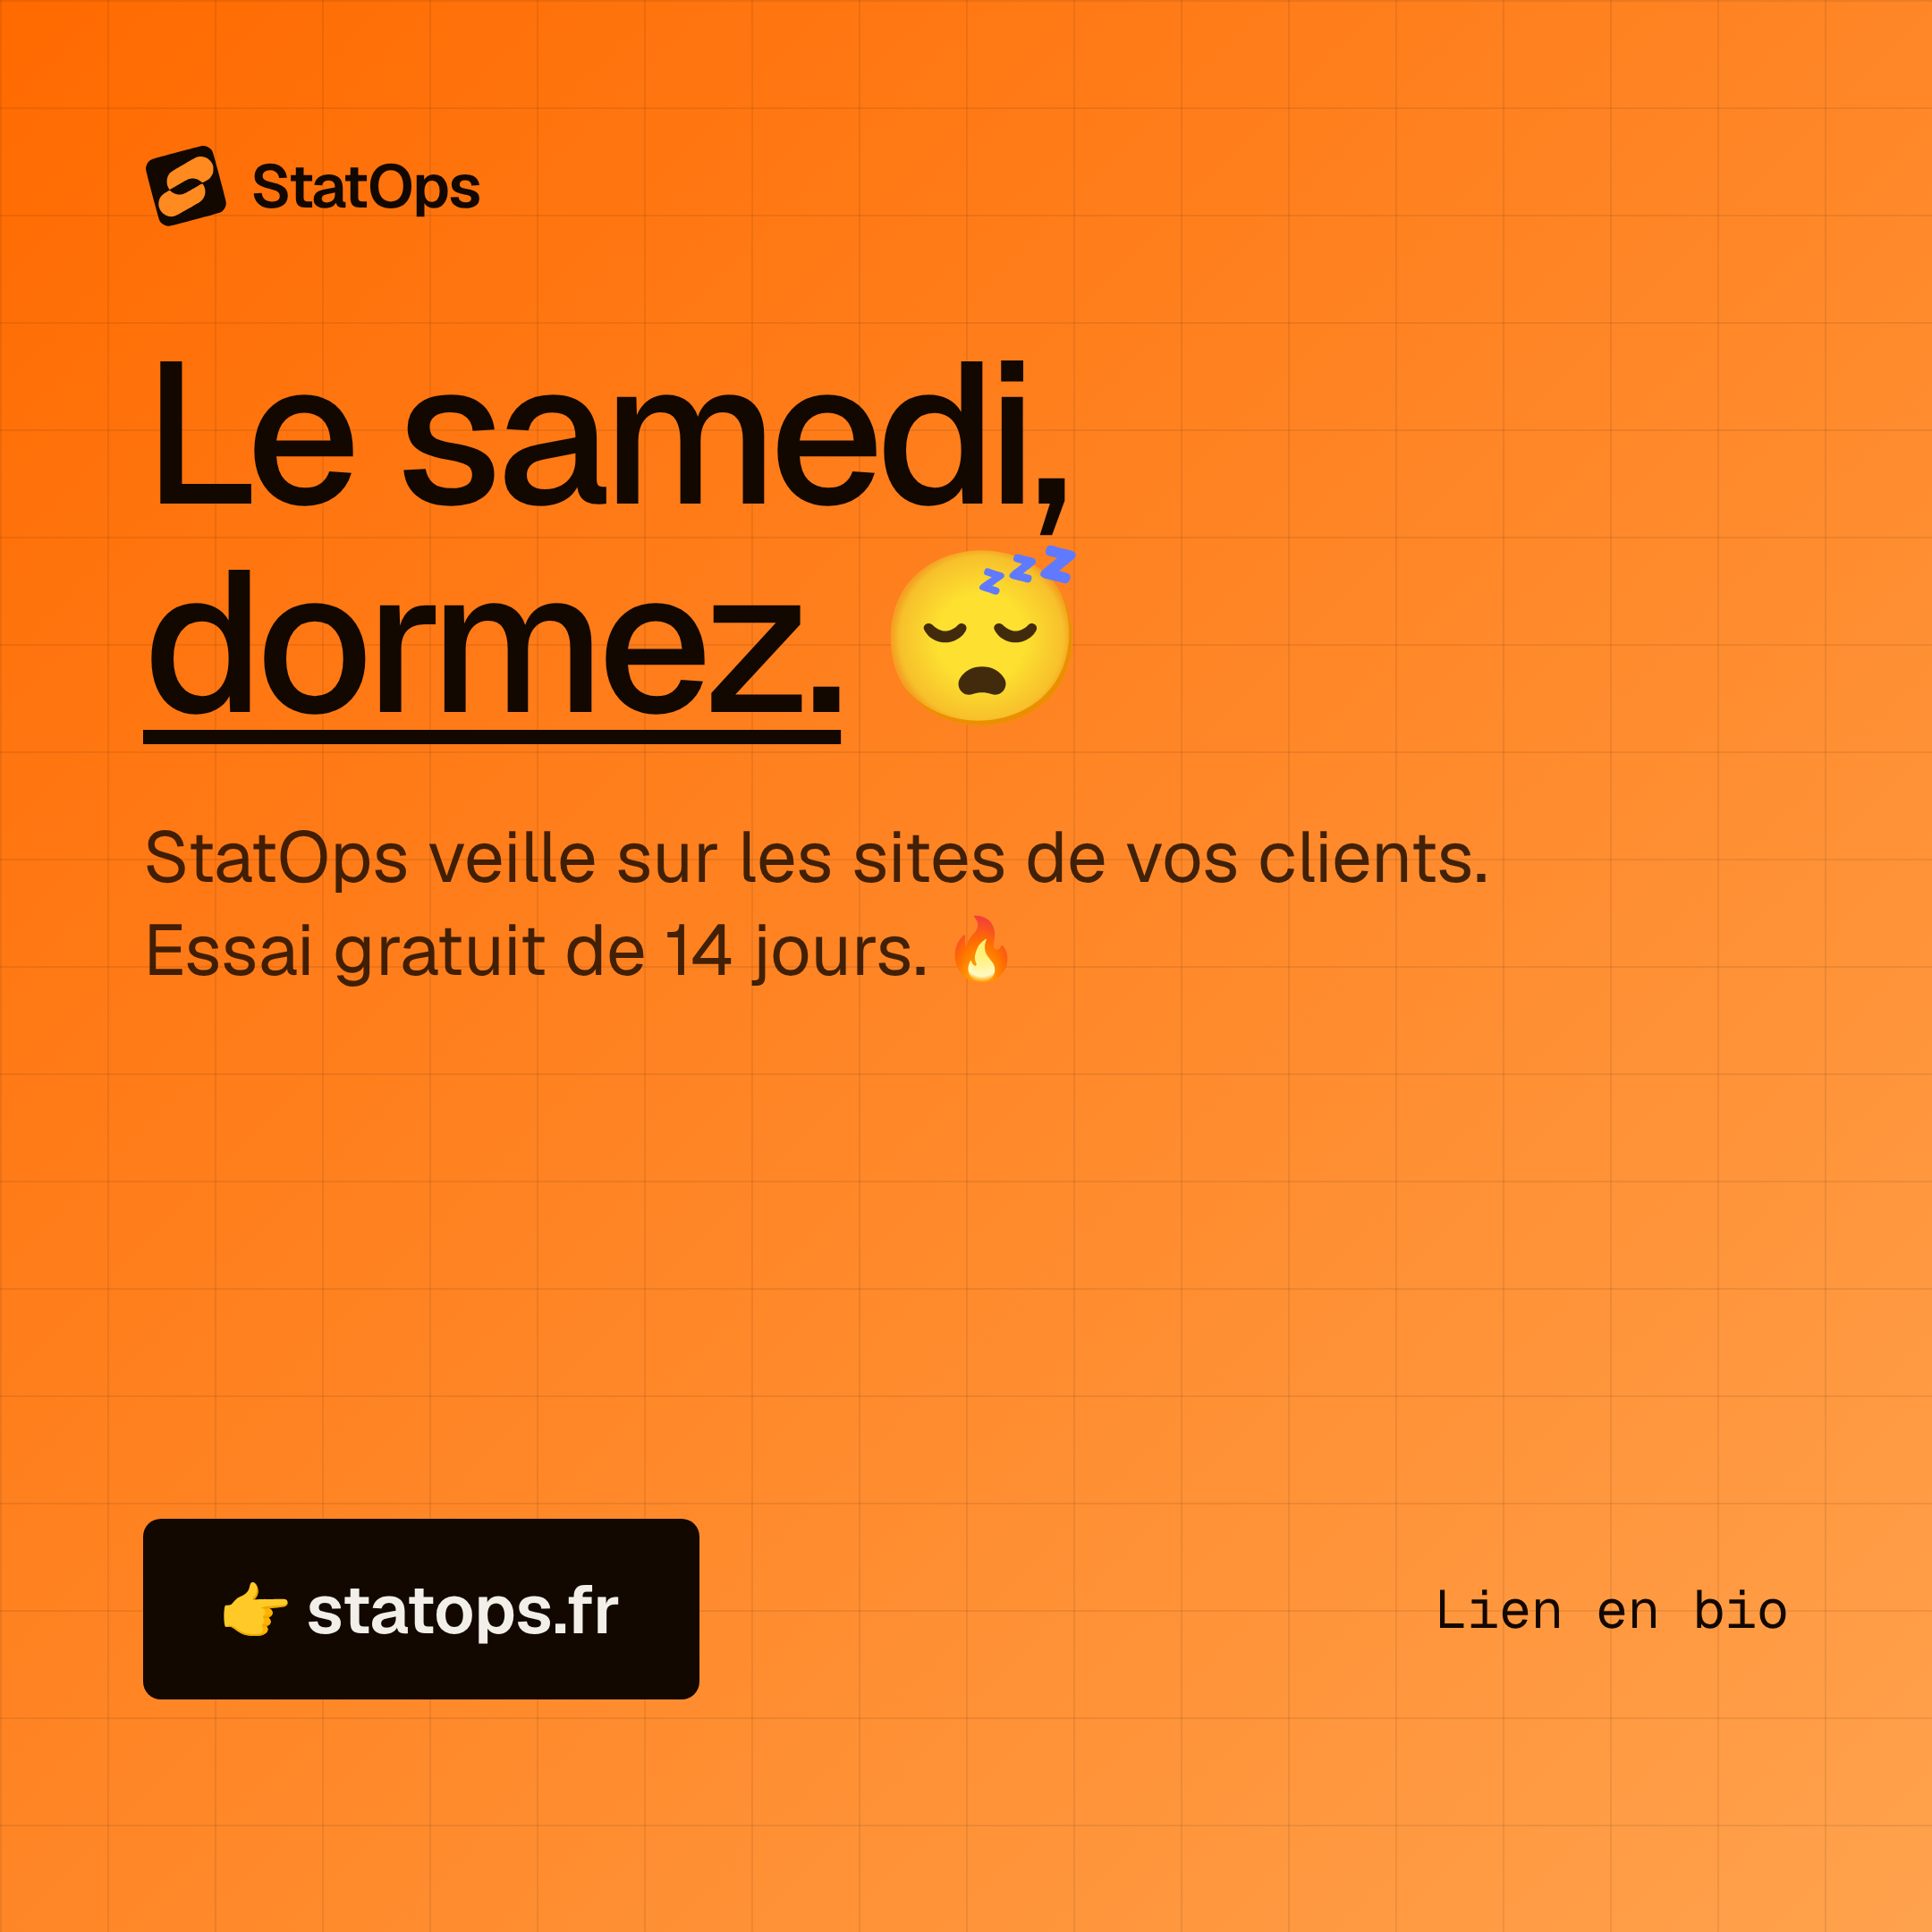 StatOps
Le samedi,
dormez. 😴
StatOps veille sur les sites de vos clients.
Essai gratuit de 14 jours. 🔥
👉 statops.fr
Lien en bio